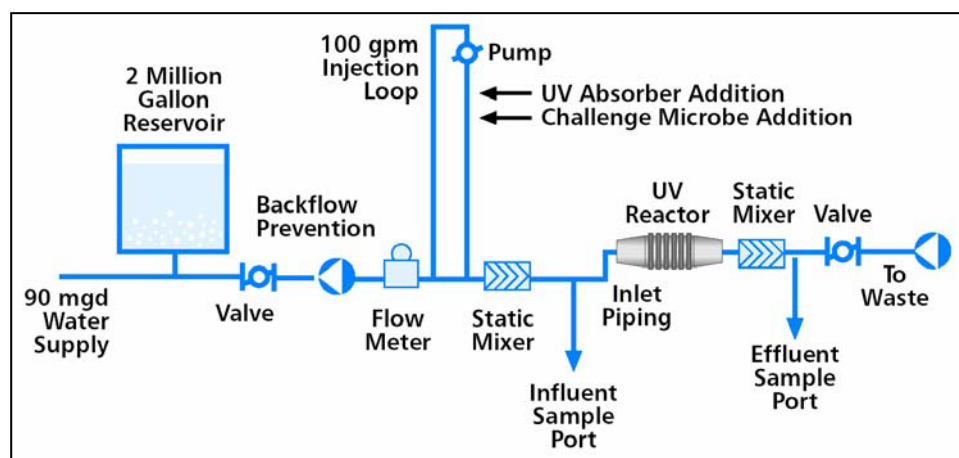 100 gpm
Injection
Loop
Pump
UV Absorber Addition
Challenge Microbe Addition
2 Million
Gallon
Reservoir
Backflow
Prevention
UV
Reactor
Static
Mixer
Valve
90 mgd
Water
Supply
Valve
Flow
Meter
Static
Mixer
Inlet
Piping
To
Waste
Influent
Sample
Port
Effluent
Sample
Port